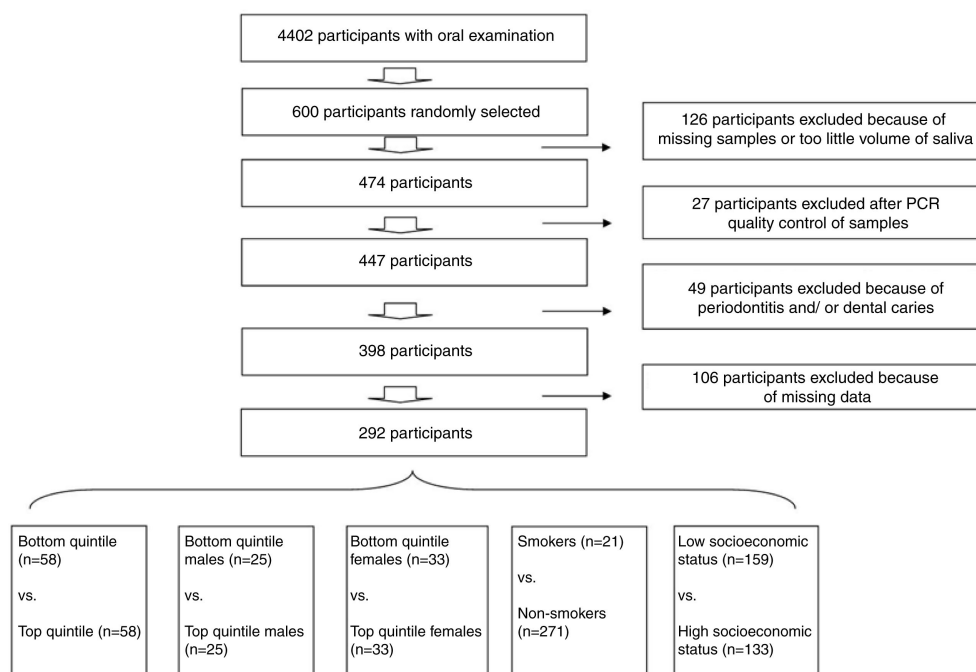 4402 participants with oral examination
600 participants randomly selected
126 participants excluded because of
missing samples or too little volume of saliva
474 participants
27 participants excluded after PCR
quality control of samples
447 participants
49 participants excluded because of
periodontitis and/ or dental caries
398 participants
106 participants excluded because
of missing data
292 participants
Bottom quintile
(n=58)
vs.
Top quintile (n=58)
Bottom quintile
males (n=25)
vs.
Top quintile males
(n=25)
Bottom quintile
females (n=33)
vs.
Top quintile females
(n=33)
Smokers (n=21)
vs.
Non-smokers
(n=271)
Low socioeconomic
status (n=159)
vs.
High socioeconomic
status (n=133)